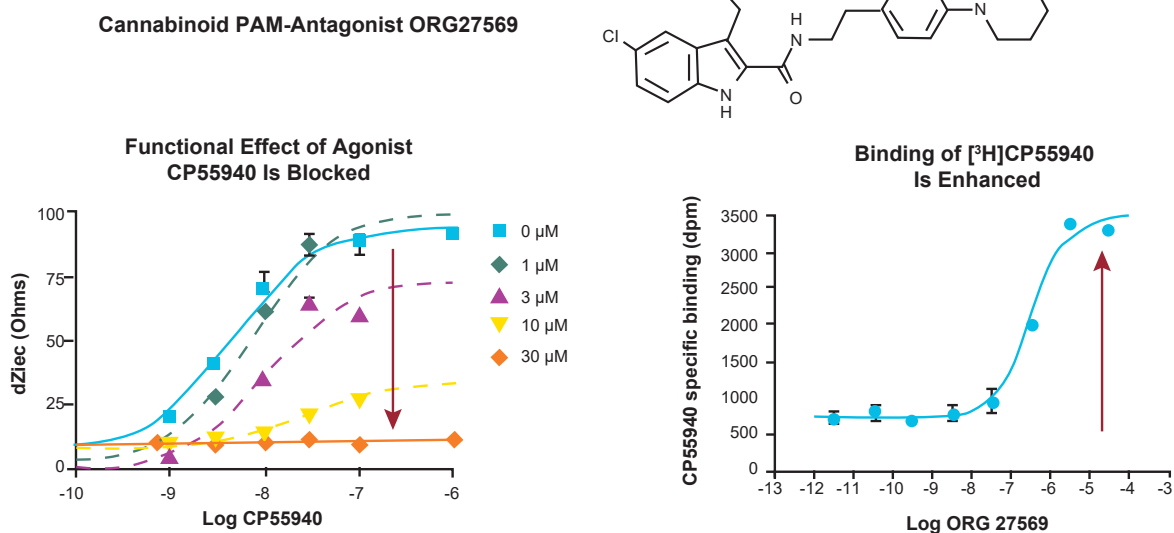 Cannabinoid PAM-Antagonist ORG27569
H
N
N
Cl
N
H
O
Functional Effect of Agonist
CP55940 Is Blocked
100
75
50
25
0
dZiec (Ohms)
-10 -9 -8 -7 -6
Log CP55940
0 µM
1 µM
3 µM
10 µM
30 µM
Binding of [³H]CP55940
Is Enhanced
3500
3000
2500
2000
1500
1000
500
0
CP55940 specific binding (dpm)
-13 -12 -11 -10 -9 -8 -7 -6 -5 -4 -3
Log ORG 27569